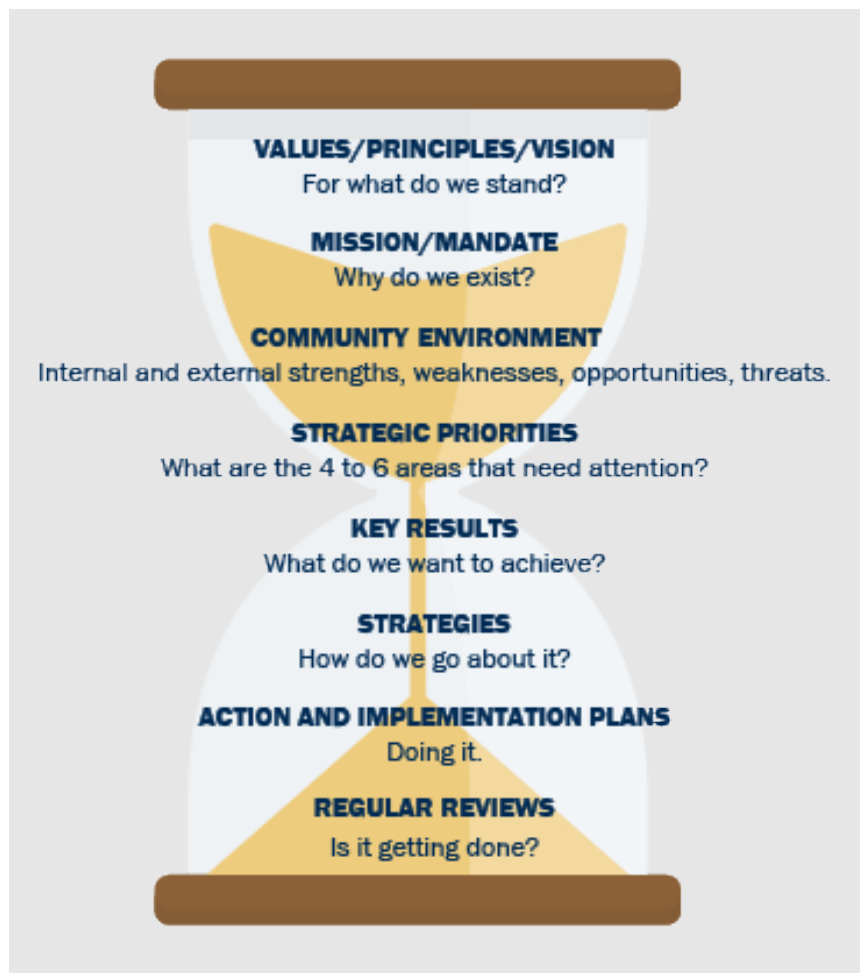 VALUES/PRINCIPLES/VISION
For what do we stand?
MISSION/MANDATE
Why do we exist?
COMMUNITY ENVIRONMENT
Internal and external strengths, weaknesses, opportunities, threats.
STRATEGIC PRIORITIES
What are the 4 to 6 areas that need attention?
KEY RESULTS
What do we want to achieve?
STRATEGIES
How do we go about it?
ACTION AND IMPLEMENTATION PLANS
Doing it.
REGULAR REVIEWS
Is it getting done?